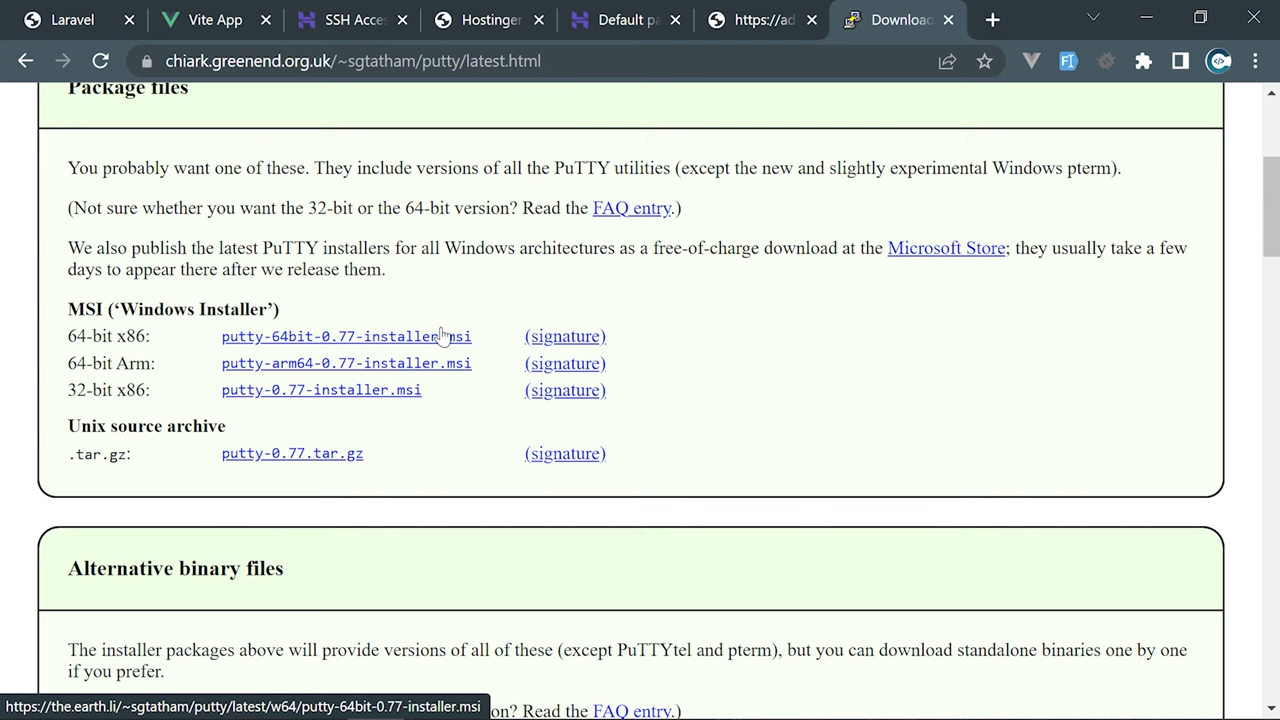 Laravel
Vite App
SSH Acces
Hostinger
Default pa
https://ad
Download
chiark.greenend.org.uk/~sgtatham/putty/latest.html
Package files
You probably want one of these. They include versions of all the PuTTY utilities (except the new and slightly experimental Windows pterm).
(Not sure whether you want the 32-bit or the 64-bit version? Read the FAQ entry.)
We also publish the latest PuTTY installers for all Windows architectures as a free-of-charge download at the Microsoft Store; they usually take a few
days to appear there after we release them.
MSI (‘Windows Installer’)
64-bit x86: putty-64bit-0.77-installer.msi (signature)
64-bit Arm: putty-arm64-0.77-installer.msi (signature)
32-bit x86: putty-0.77-installer.msi (signature)
Unix source archive
.tar.gz: putty-0.77.tar.gz (signature)
Alternative binary files
The installer packages above will provide versions of all of these (except PuTTYtel and pterm), but you can download standalone binaries one by one
if you prefer.
https://the.earth.li/~sgtatham/putty/latest/w64/putty-64bit-0.77-installer.msi
on? Read the FAQ entry.)